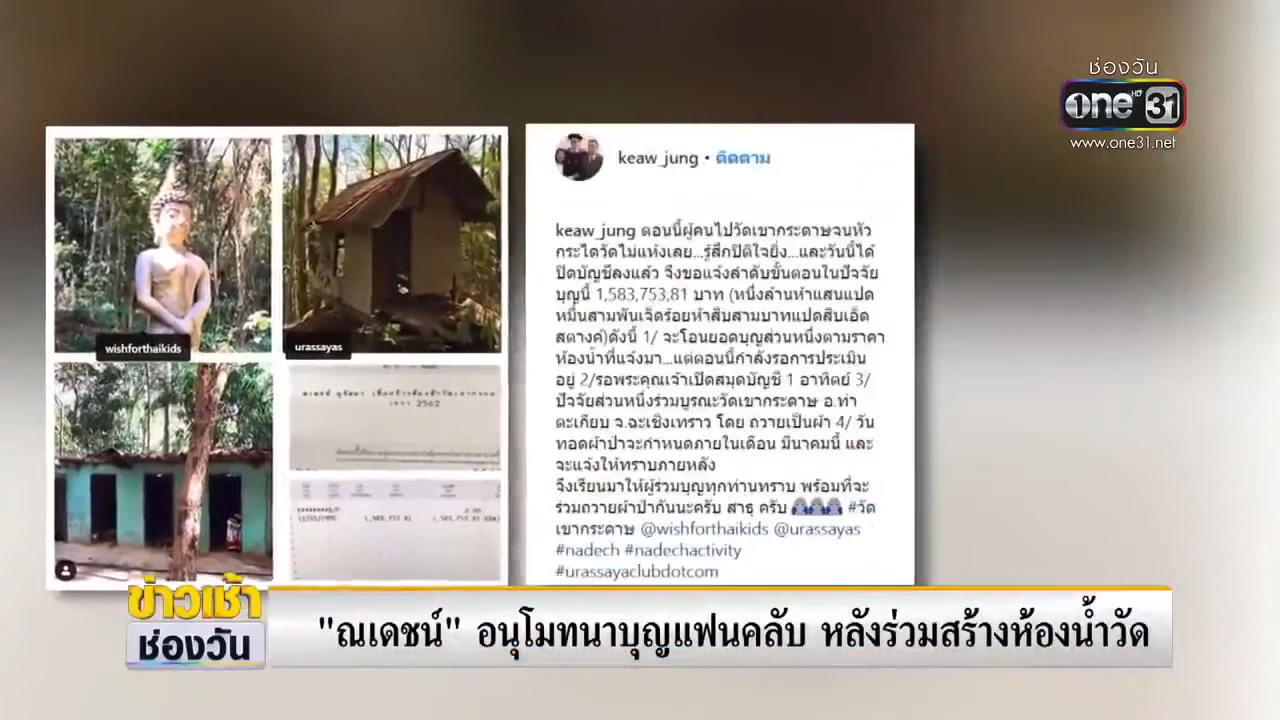 ช่องวัน
one HD 31
www.one31.net
wishforthaikids
urassayas
2562
1,583,753 81
keaw_jung • ติดตาม
keaw_jung ตอนนี้ผู้คนไปวัดเขากระดาษจนหัว
กระไดวัดไม่แห้งเลย...รู้สึกปิติใจยิ่ง...และวันนี้ได้
ปิดบัญชีลงแล้ว จึงขอแจ้งลำดับขั้นตอนในปัจจัย
บุญนี้ 1,583,753,81 บาท (หนึ่งล้านห้าแสนแปด
หมื่นสามพันเจ็ดร้อยห้าสิบสามบาทแปดสิบเอ็ด
สตางค์)ดังนี้ 1/ จะโอนยอดบุญส่วนหนึ่งตามราคา
ห้องน้ำที่แจ้งมา...แต่ตอนนี้กำลังรอการประเมิน
อยู่ 2/รอพระคุณเจ้าเปิดสมุดบัญชี 1 อาทิตย์ 3/
ปัจจัยส่วนหนึ่งร่วมบูรณะวัดเขากระดาษ อ.ท่า
ตะเกียบ จ.ฉะเชิงเทราว โดย ถวายเป็นผ้า 4/ วัน
ทอดผ้าป่าจะกำหนดภายในเดือน มีนาคมนี้ และ
จะแจ้งให้ทราบภายหลัง
จึงเรียนมาให้ผู้ร่วมบุญทุกท่านทราบ พร้อมที่จะ
ร่วมถวายผ้าป่ากันนะครับ สาธุ ครับ #วัด
เขากระดาษ @wishforthaikids @urassayas
#nadech #nadechactivity
#urassayaclubdotcom
ข่าวเช้า
ช่องวัน
"ณเดชน์" อนุโมทนาบุญแฟนคลับ หลังร่วมสร้างห้องน้ำวัด